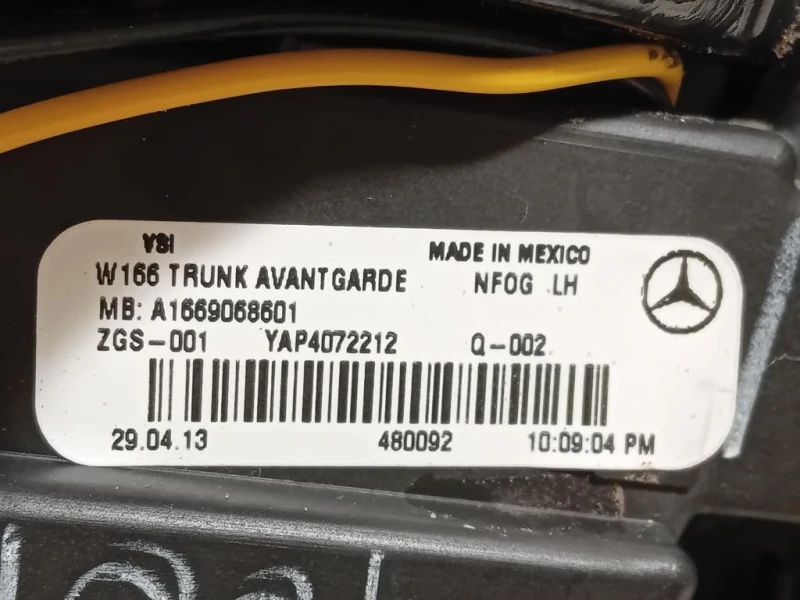 VSI MADE IN MEXICO
W166 TRUNK AVANTGARDE NFOG LH
MB: A1669068601
ZGS-001 YAP4072212 Q-002
29.04.13 480092 10:09:04 PM